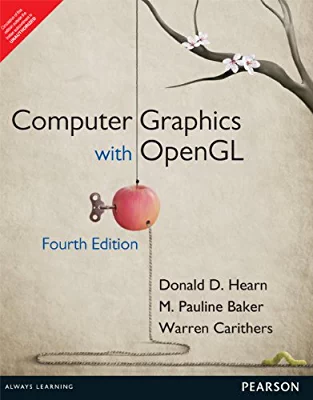 Computer Graphics
with OpenGL
Fourth Edition
Donald D. Hearn
M. Pauline Baker
Warren Carithers
ALWAYS LEARNING
PEARSON